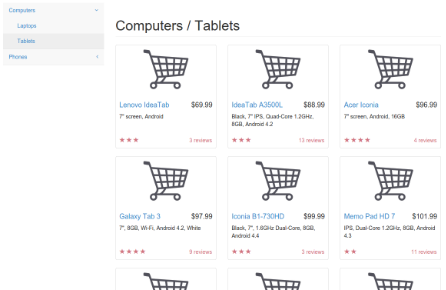 Computers
Laptops
Tablets
Phones
Computers / Tablets
Lenovo IdeaTab $69.99
7" screen, Android
3 reviews
IdeaTab A3500L $88.99
Black, 7" IPS, Quad-Core 1.2GHz,
8GB, Android 4.2
13 reviews
Acer Iconia $96.99
7" screen, Android, 16GB
4 reviews
Galaxy Tab 3 $97.99
7", 8GB, Wi-Fi, Android 4.2, White
9 reviews
Iconia B1-730HD $99.99
Black, 7", 1.6GHz Dual-Core, 8GB,
Android 4.4
3 reviews
Memo Pad HD 7 $101.99
IPS, Dual-Core 1.2GHz, 8GB, Android
4.3
11 reviews